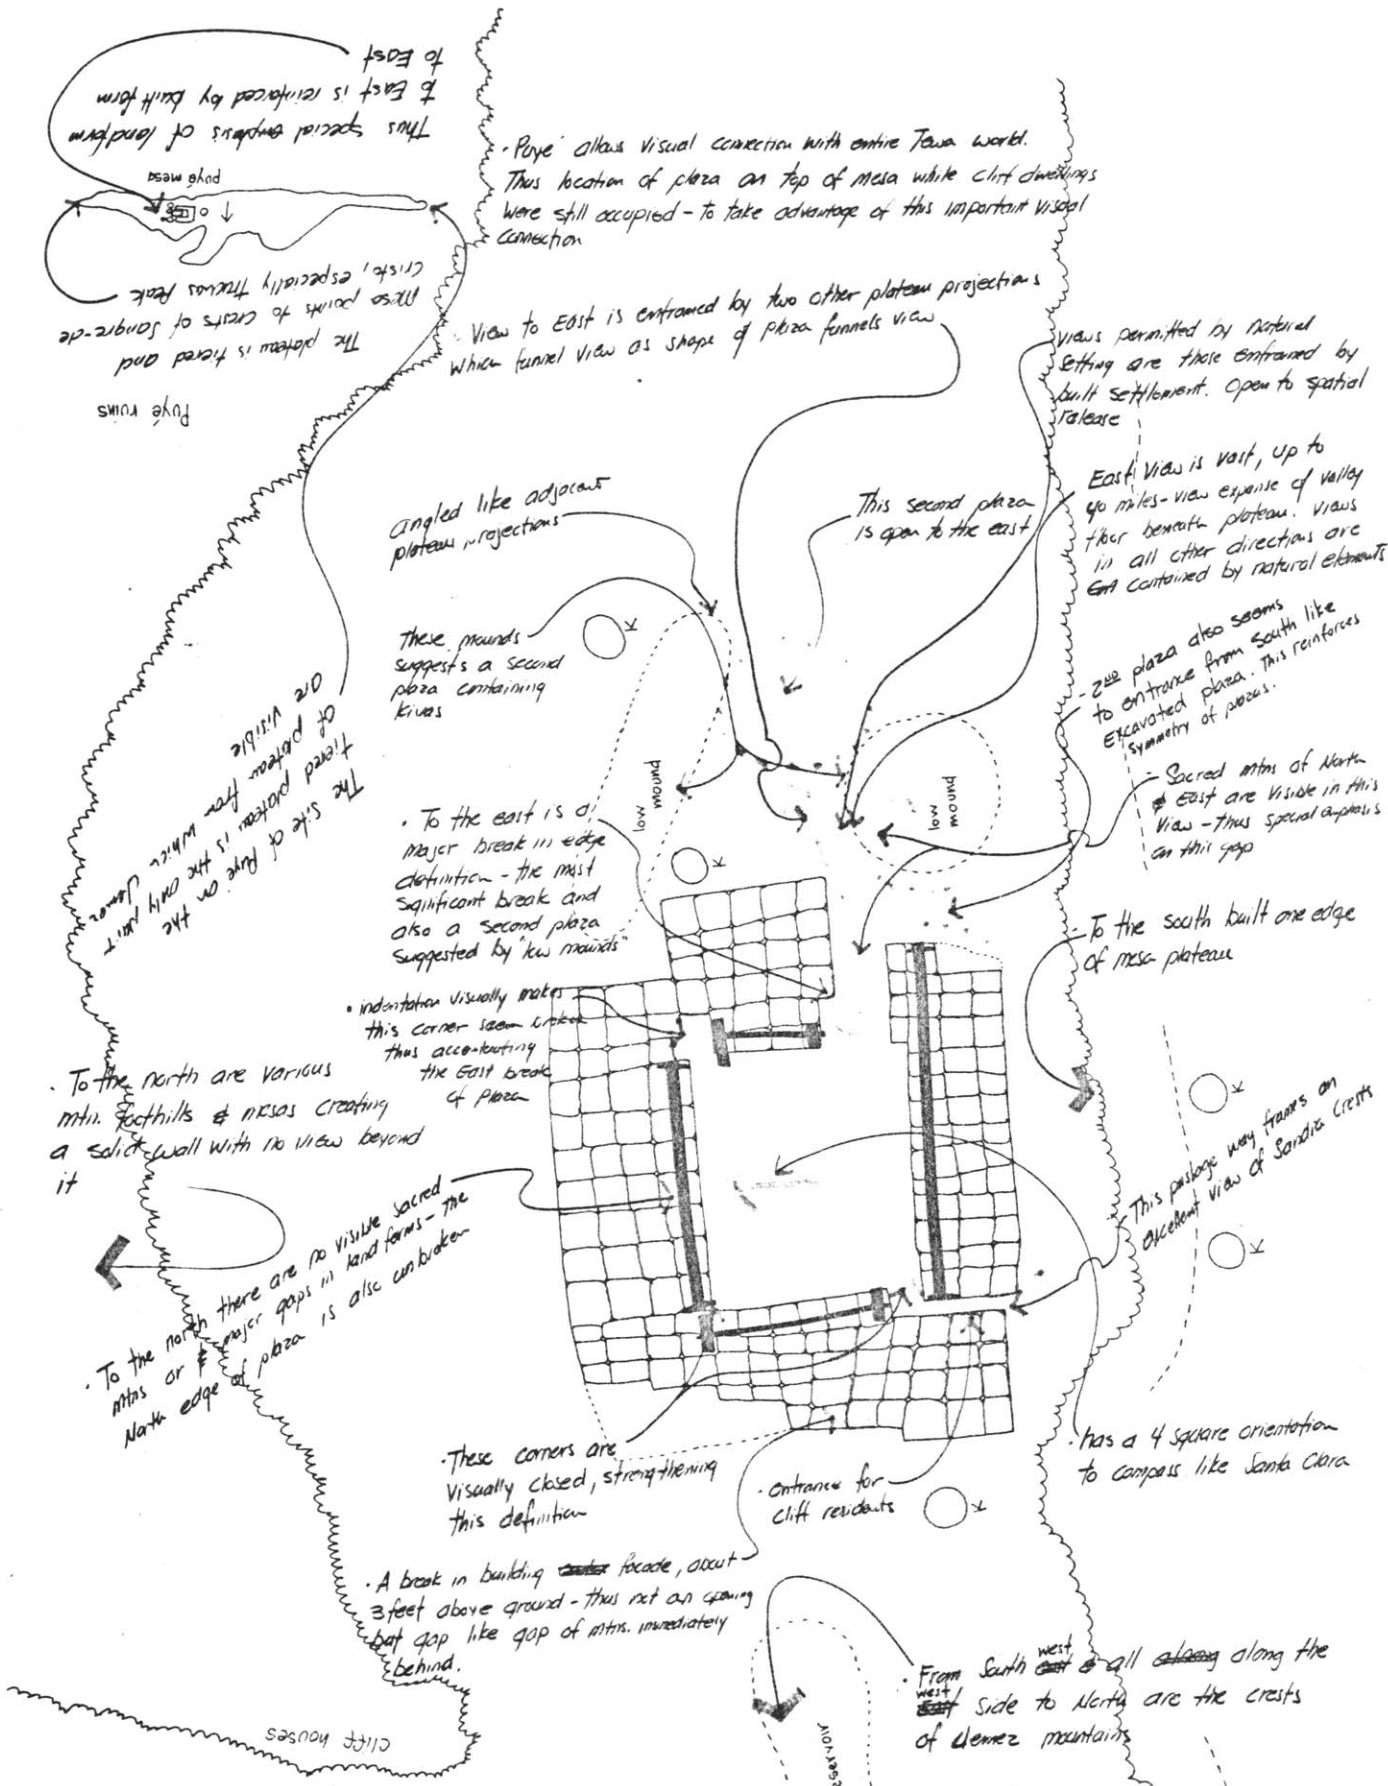 Puyé ruins
The plateau is tiered and
Mesa points to crests of Sangre-de
Cristo, especially Truchas Peak
puyé mesa
Thus special emphasis of landform
to East is reinforced by built form
to East
· Puyé allows visual connection with entire Tewa world.
Thus location of plaza on top of mesa while cliff dwellings
were still occupied - to take advantage of this important visual
connection
· View to East is enframed by two other plateau projections
which funnel view as shape of plaza funnels view
views permitted by natural
setting are those enframed by
built settlement. Open to spatial
release
East View is vast, up to
40 miles - view expanse of valley
floor beneath plateau. Views
in all other directions are
contained by natural elements
angled like adjacent
plateau projections
This second plaza
is open to the east
These mounds
suggests a second
plaza containing
kivas
K
low
mound
low
mound
K
- 2ND plaza also seems
to entrance from South like
Excavated plaza. This reinforces
symmetry of plazas.
- Sacred mtns of North
& East are visible in this
view - thus special emphasis
on this gap
The site of Puyé on the
tiered plateau is the only part
of plateau from which Jemez
are visible
· To the east is a
major break in edge
definition - the most
significant break and
also a second plaza
suggested by "low mounds"
- To the south built one edge
of mesa plateau
· indentation visually makes
this corner seem broken
thus accentuating
the East break
of plaza
· To the north are various
mtn. foothills & mesas creating
a solid wall with no view beyond
it
K
· This passage way frames an
excellent view of Sandia Crests
K
· To the north there are no visible sacred
mtns or major gaps in land forms - the
North edge of plaza is also unbroken
· These corners are
visually closed, strengthening
this definition
· entrance for
cliff residents
K
· has a 4 square orientation
to compass like Santa Clara
· A break in building facade, about
3 feet above ground - thus not an opening
but gap like gap of mtns. immediately
behind.
· From South west all along the
west side to North are the crests
of Jemez mountains
cliff houses